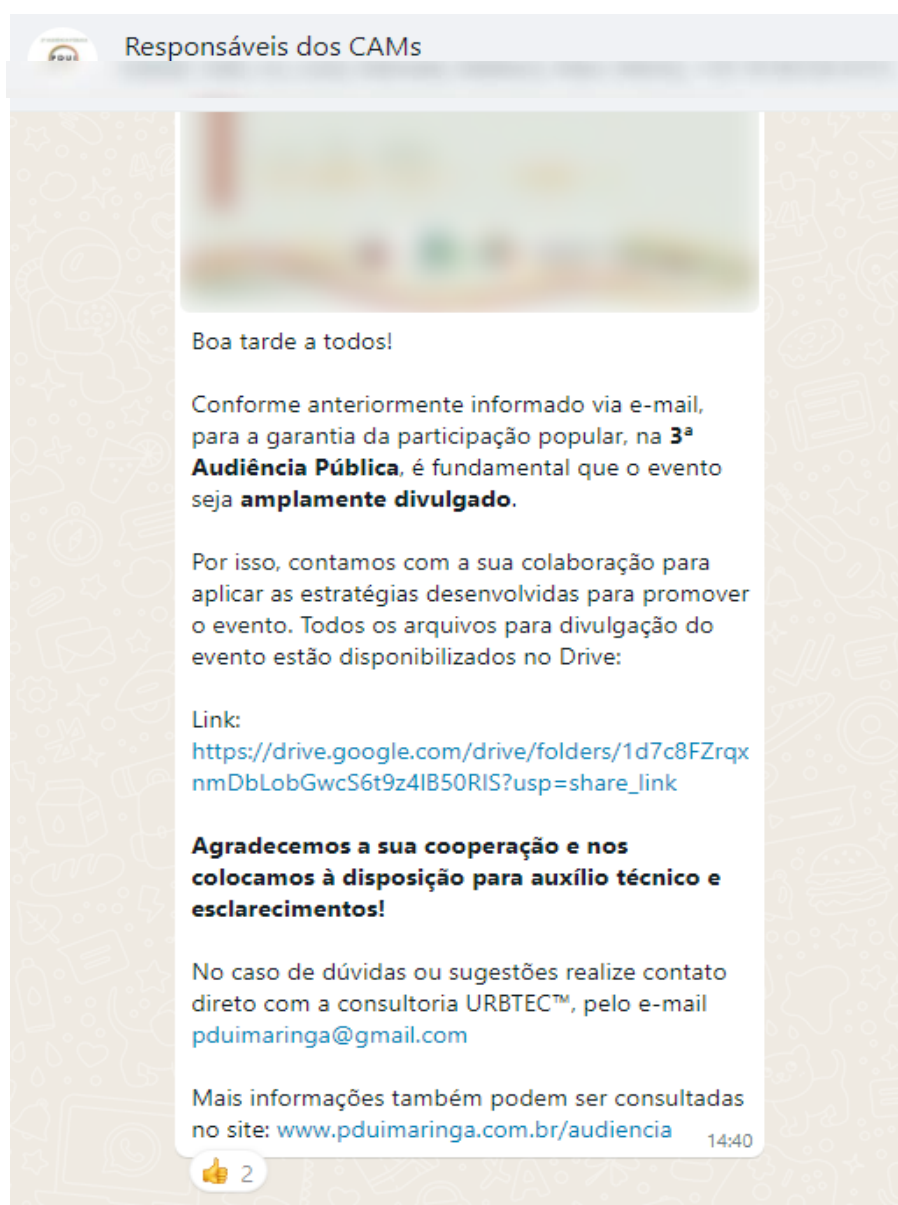 PDUI
Responsáveis dos CAMs
Boa tarde a todos!
Conforme anteriormente informado via e-mail,
para a garantia da participação popular, na 3ª
Audiência Pública, é fundamental que o evento
seja amplamente divulgado.
Por isso, contamos com a sua colaboração para
aplicar as estratégias desenvolvidas para promover
o evento. Todos os arquivos para divulgação do
evento estão disponibilizados no Drive:
Link:
https://drive.google.com/drive/folders/1d7c8FZrqx
nmDbLobGwcS6t9z4IB50RIS?usp=share_link
Agradecemos a sua cooperação e nos
colocamos à disposição para auxílio técnico e
esclarecimentos!
No caso de dúvidas ou sugestões realize contato
direto com a consultoria URBTEC™, pelo e-mail
pduimaringa@gmail.com
Mais informações também podem ser consultadas
no site: www.pduimaringa.com.br/audiencia
14:40
2